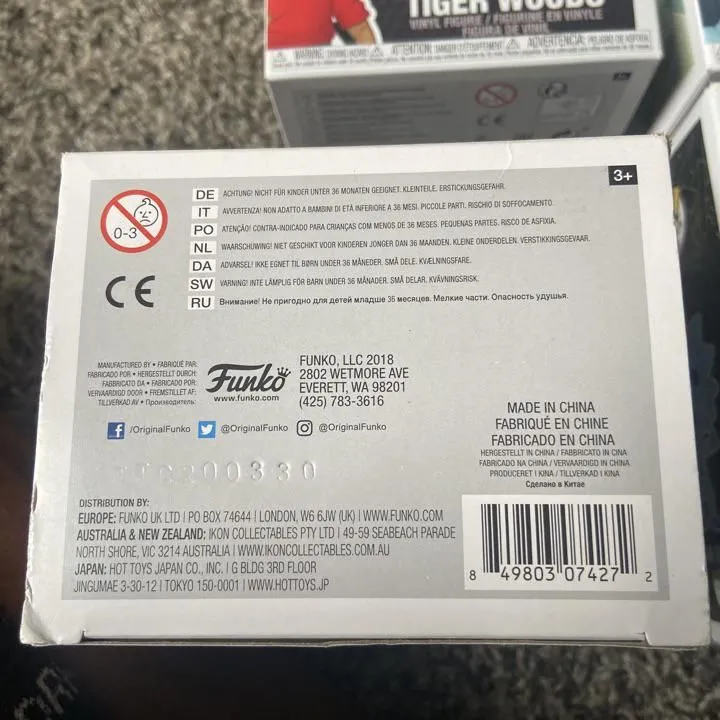 TIGER WOODS
VINYL FIGURE / FIGURINE EN VINYLE
FIGURA DE VINIL
WARNING: ATTENTION: ADVERTENCIA:
3+
0-3
DE ACHTUNG! NICHT FÜR KINDER UNTER 36 MONATEN GEEIGNET. KLEINTEILE. ERSTICKUNGSGEFAHR.
IT AVVERTENZA! NON ADATTO A BAMBINI DI ETÀ INFERIORE A 36 MESI. PICCOLE PARTI. RISCHIO DI SOFFOCAMENTO.
PO ATENÇÃO! CONTRA-INDICADO PARA CRIANÇAS COM MENOS DE 36 MESES. PEQUENAS PARTES. RISCO DE ASFIXIA.
NL WAARSCHUWING! NIET GESCHIKT VOOR KINDEREN JONGER DAN 36 MAANDEN. KLEINE ONDERDELEN. VERSTIKKINGSGEVAAR.
DA ADVARSEL! IKKE EGNET TIL BØRN UNDER 36 MÅNEDER. SMÅ DELE. KVÆLNINGSFARE.
SW VARNING! INTE LÄMPLIG FÖR BARN UNDER 36 MÅNADER. SMÅ DELAR. KVÄVNINGSRISK.
RU Внимание! Не пригодно для детей младше 36 месяцев. Мелкие части. Опасность удушья.
CE
MANUFACTURED BY • FABRIQUÉ PAR:
FABRICADO POR • HERGESTELLT DURCH:
FABBRICATO DA • FABRICADO POR:
VERVAARDIGD DOOR • FREMSTILLET AF:
TILLVERKAD AV • Производитель:
Funko
www.funko.com
FUNKO, LLC 2018
2802 WETMORE AVE
EVERETT, WA 98201
(425) 783-3616
/OriginalFunko @OriginalFunko @OriginalFunko
MADE IN CHINA
FABRIQUÉ EN CHINE
FABRICADO EN CHINA
HERGESTELLT IN CHINA / FABBRICATO IN CINA
FABRICADO NA CHINA / VERVAARDIGD IN CHINA
PRODUCERET I KINA / TILLVERKAD I KINA
Сделано в Китае
200330
DISTRIBUTION BY:
EUROPE: FUNKO UK LTD | PO BOX 74644 | LONDON, W6 6JW (UK) | WWW.FUNKO.COM
AUSTRALIA & NEW ZEALAND: IKON COLLECTABLES PTY LTD | 49-59 SEABEACH PARADE
NORTH SHORE, VIC 3214 AUSTRALIA | WWW.IKONCOLLECTABLES.COM.AU
JAPAN: HOT TOYS JAPAN CO., INC. | G BLDG 3RD FLOOR
JINGUMAE 3-30-12 | TOKYO 150-0001 | WWW.HOTTOYS.JP
8 49803 07427 2